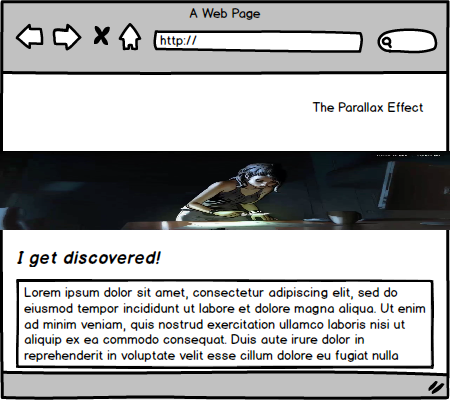 A Web Page
http://
The Parallax Effect
I get discovered!
Lorem ipsum dolor sit amet, consectetur adipiscing elit, sed do
eiusmod tempor incididunt ut labore et dolore magna aliqua. Ut enim
ad minim veniam, quis nostrud exercitation ullamco laboris nisi ut
aliquip ex ea commodo consequat. Duis aute irure dolor in
reprehenderit in voluptate velit esse cillum dolore eu fugiat nulla